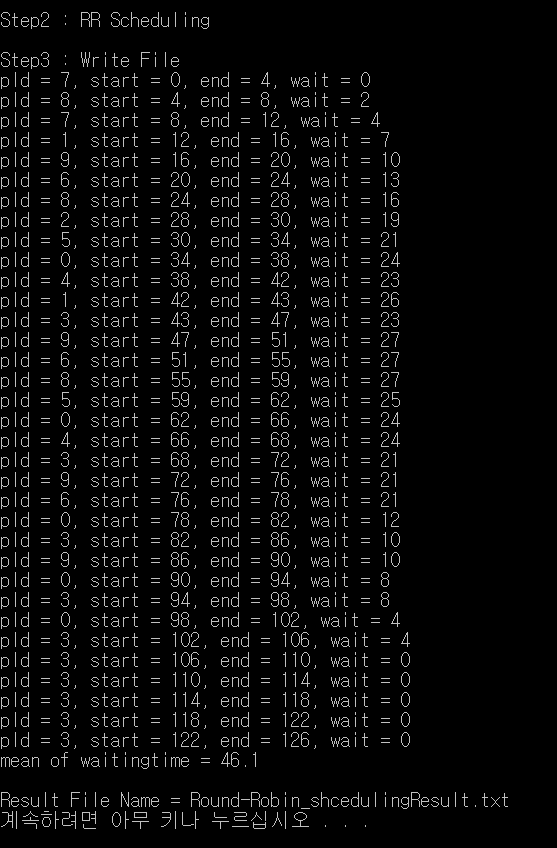 Step2 : RR Scheduling
Step3 : Write File
pId = 7, start = 0, end = 4, wait = 0
pId = 8, start = 4, end = 8, wait = 2
pId = 7, start = 8, end = 12, wait = 4
pId = 1, start = 12, end = 16, wait = 7
pId = 9, start = 16, end = 20, wait = 10
pId = 6, start = 20, end = 24, wait = 13
pId = 8, start = 24, end = 28, wait = 16
pId = 2, start = 28, end = 30, wait = 19
pId = 5, start = 30, end = 34, wait = 21
pId = 0, start = 34, end = 38, wait = 24
pId = 4, start = 38, end = 42, wait = 23
pId = 1, start = 42, end = 43, wait = 26
pId = 3, start = 43, end = 47, wait = 23
pId = 9, start = 47, end = 51, wait = 27
pId = 6, start = 51, end = 55, wait = 27
pId = 8, start = 55, end = 59, wait = 27
pId = 5, start = 59, end = 62, wait = 25
pId = 0, start = 62, end = 66, wait = 24
pId = 4, start = 66, end = 68, wait = 24
pId = 3, start = 68, end = 72, wait = 21
pId = 9, start = 72, end = 76, wait = 21
pId = 6, start = 76, end = 78, wait = 21
pId = 0, start = 78, end = 82, wait = 12
pId = 3, start = 82, end = 86, wait = 10
pId = 9, start = 86, end = 90, wait = 10
pId = 0, start = 90, end = 94, wait = 8
pId = 3, start = 94, end = 98, wait = 8
pId = 0, start = 98, end = 102, wait = 4
pId = 3, start = 102, end = 106, wait = 4
pId = 3, start = 106, end = 110, wait = 0
pId = 3, start = 110, end = 114, wait = 0
pId = 3, start = 114, end = 118, wait = 0
pId = 3, start = 118, end = 122, wait = 0
pId = 3, start = 122, end = 126, wait = 0
mean of waitingtime = 46.1
Result File Name = Round-Robin_shcedulingResult.txt
계속하려면 아무 키나 누르십시오 . . .